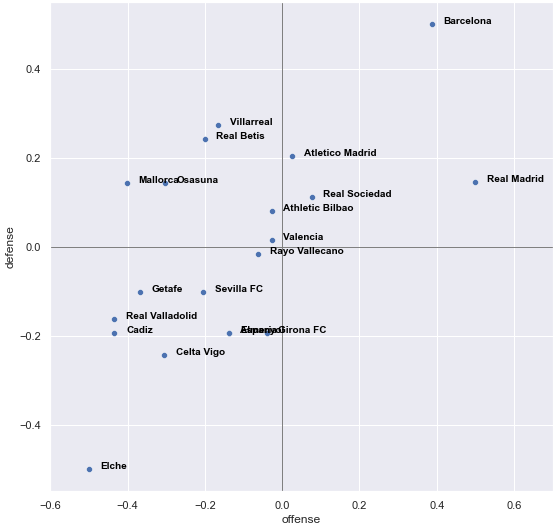 Barcelona
0.4
Villarreal
Real Betis
Atletico Madrid
0.2
Mallorca
Osasuna
Real Madrid
Real Sociedad
Athletic Bilbao
Valencia
0.0
Rayo Vallecano
defense
Getafe
Sevilla FC
Real Valladolid
Cadiz
Girona FC
−0.2
Celta Vigo
−0.4
Elche
−0.6 −0.4 −0.2 0.0 0.2 0.4 0.6
offense